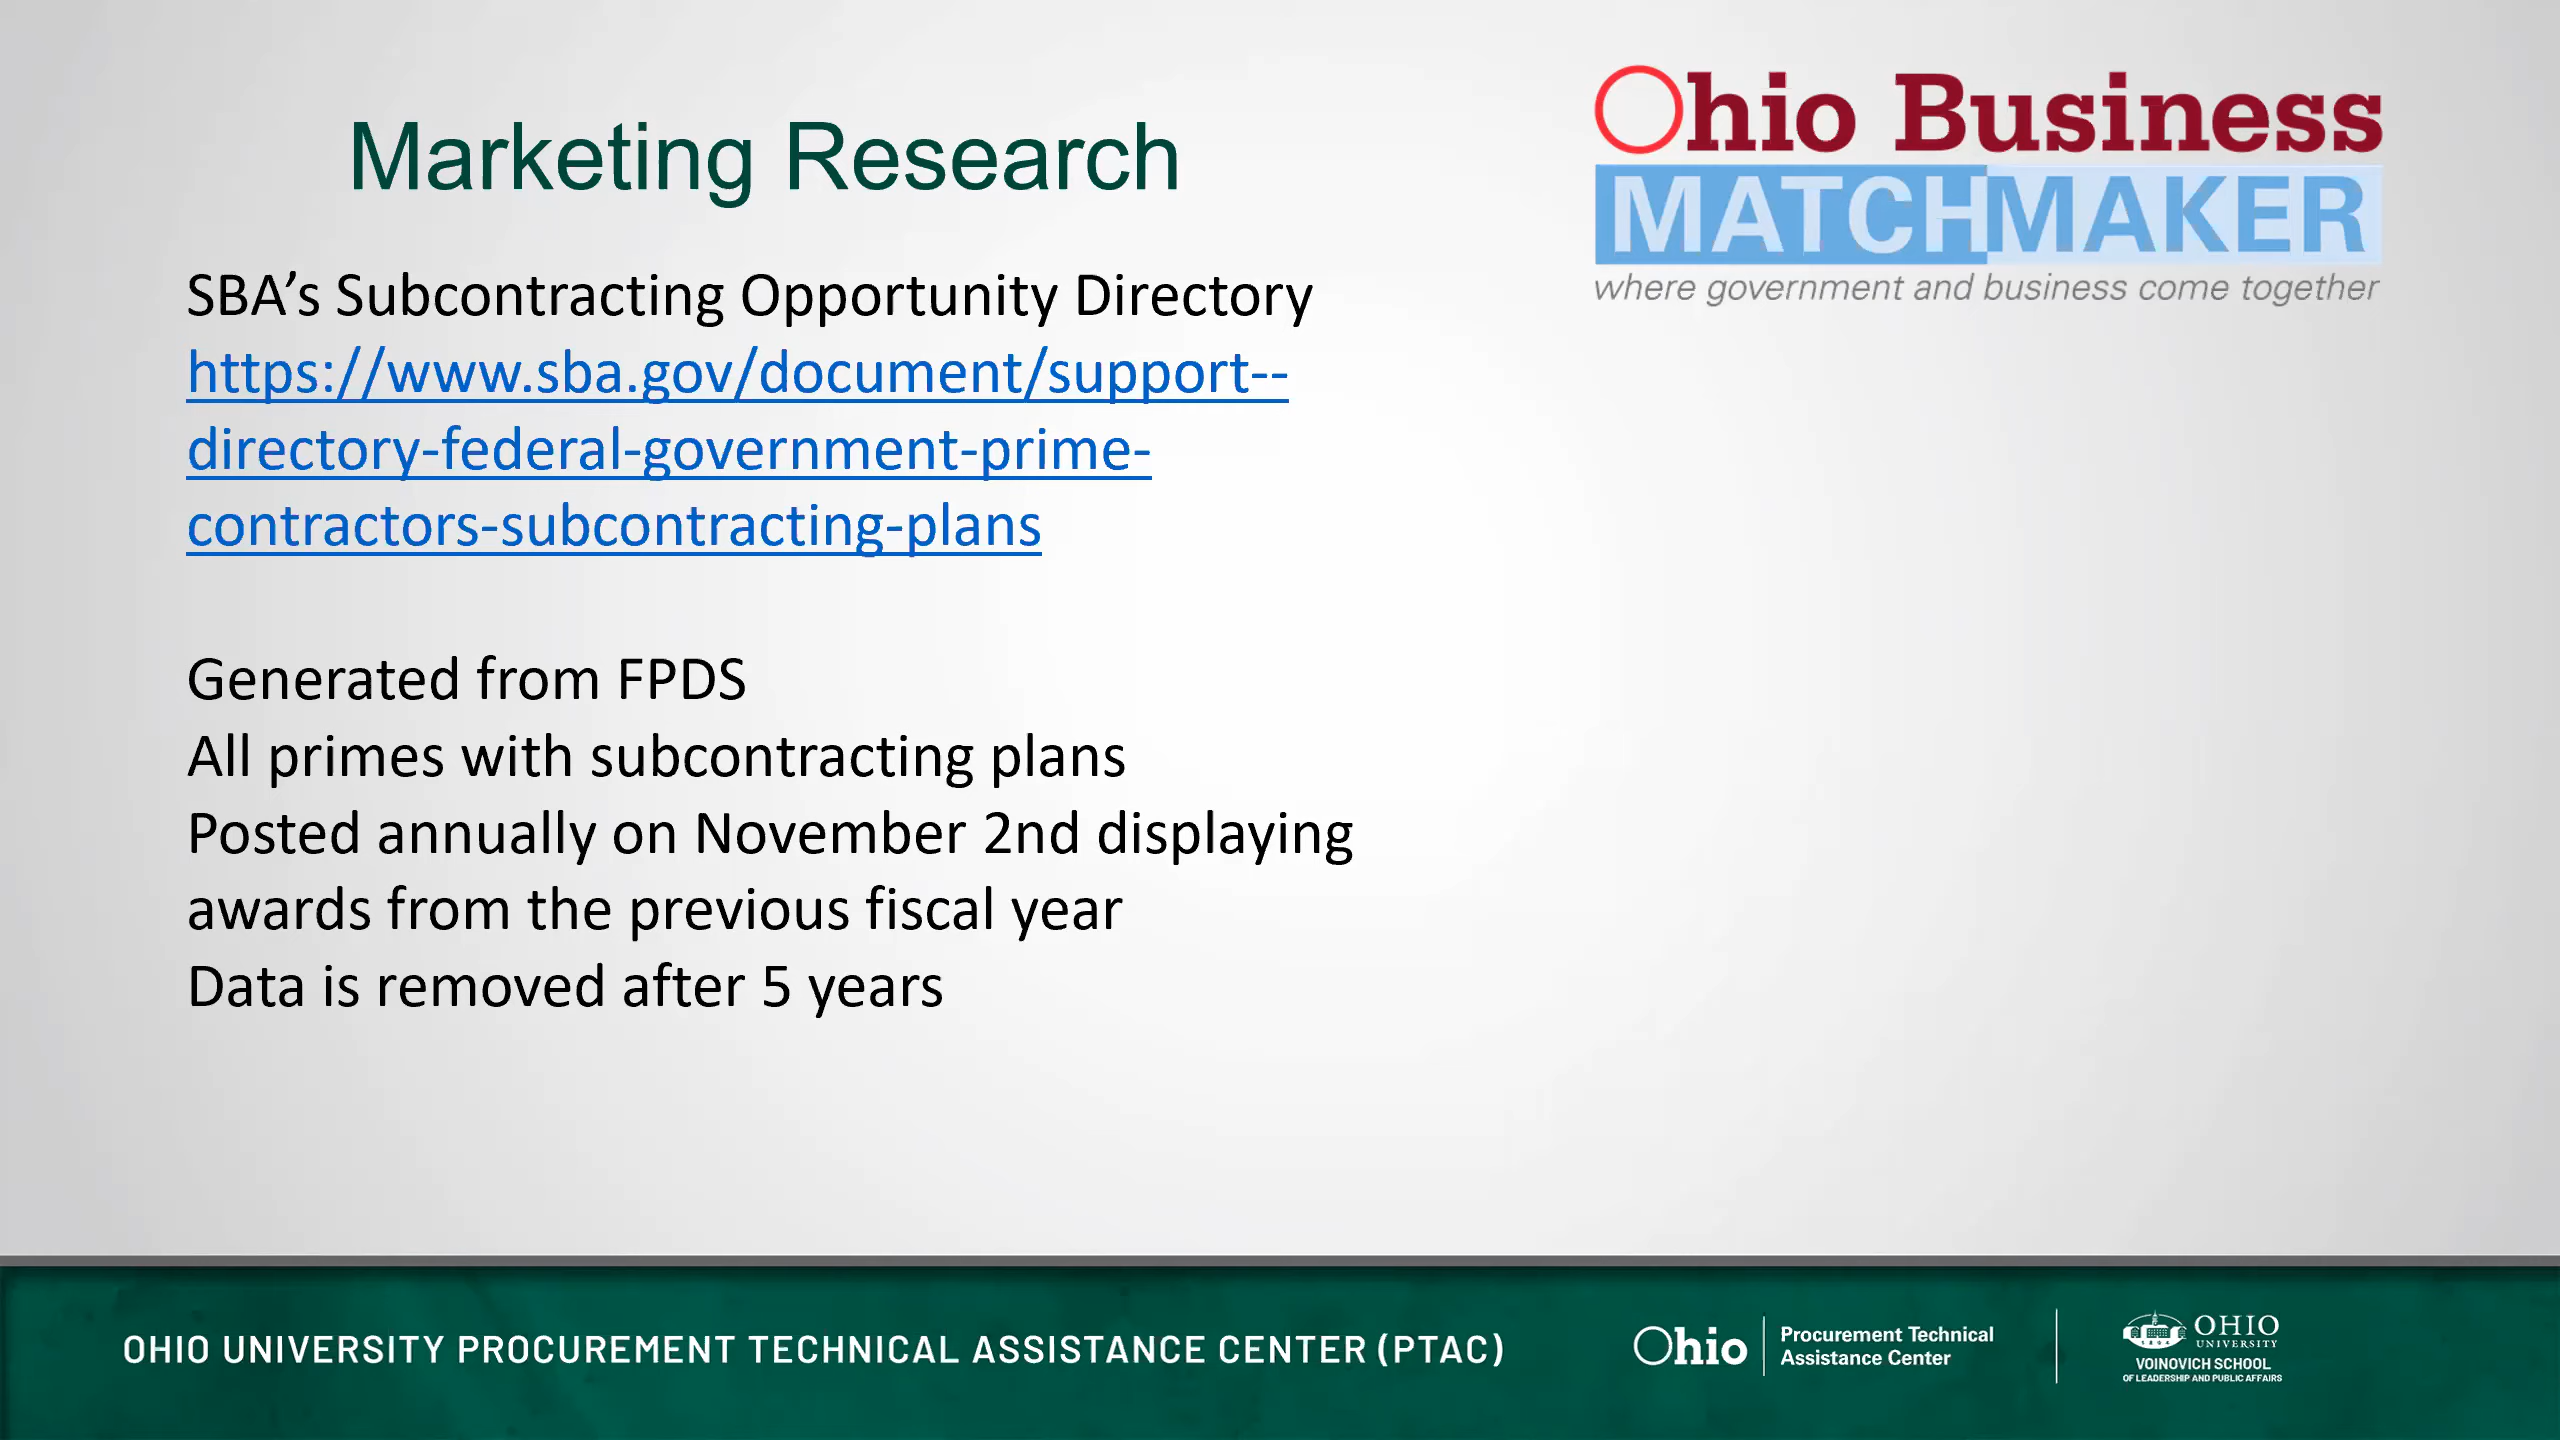 Marketing Research
Ohio Business
MATCHMAKER
where government and business come together
SBA’s Subcontracting Opportunity Directory
https://www.sba.gov/document/support--
directory-federal-government-prime-
contractors-subcontracting-plans
Generated from FPDS
All primes with subcontracting plans
Posted annually on November 2nd displaying
awards from the previous fiscal year
Data is removed after 5 years
OHIO UNIVERSITY PROCUREMENT TECHNICAL ASSISTANCE CENTER (PTAC)
Ohio
Procurement Technical
Assistance Center
OHIO
UNIVERSITY
VOINOVICH SCHOOL
OF LEADERSHIP AND PUBLIC AFFAIRS